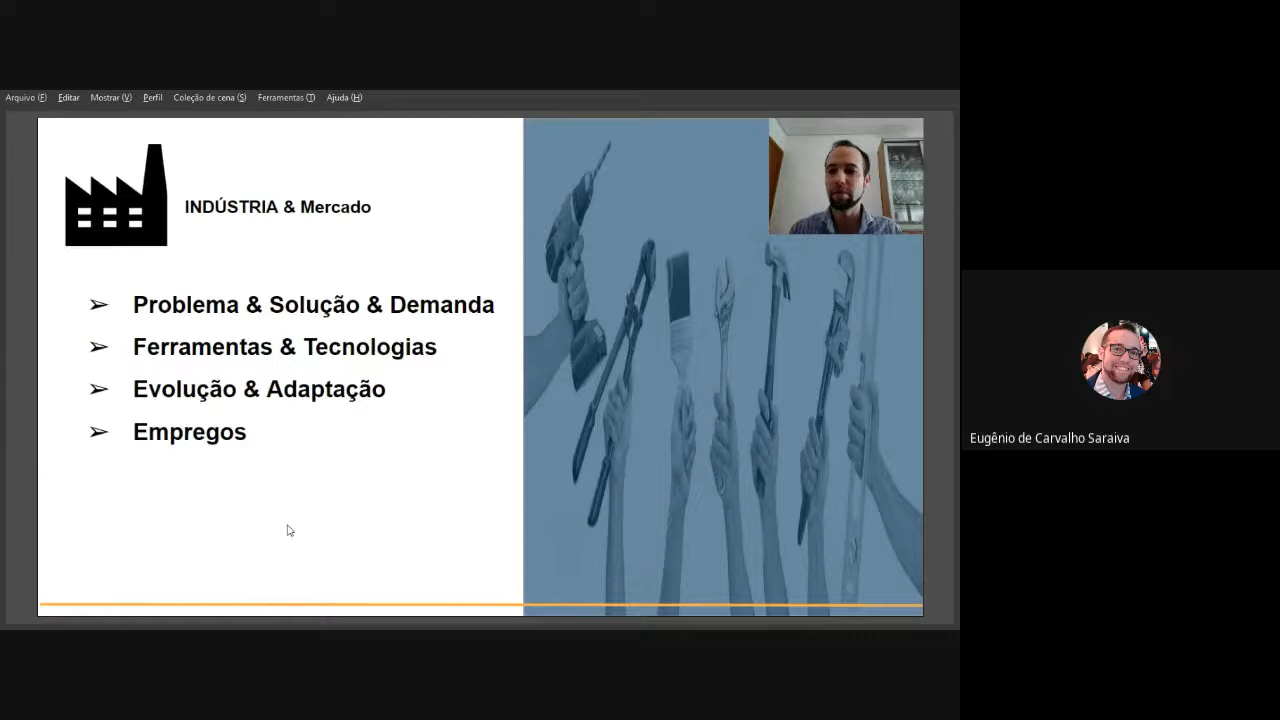 Arquivo (F) Editar Mostrar (V) Perfil Coleção de cena (S) Ferramentas (T) Ajuda (H)
INDÚSTRIA & Mercado
➢ Problema & Solução & Demanda
➢ Ferramentas & Tecnologias
➢ Evolução & Adaptação
➢ Empregos
Eugênio de Carvalho Saraiva